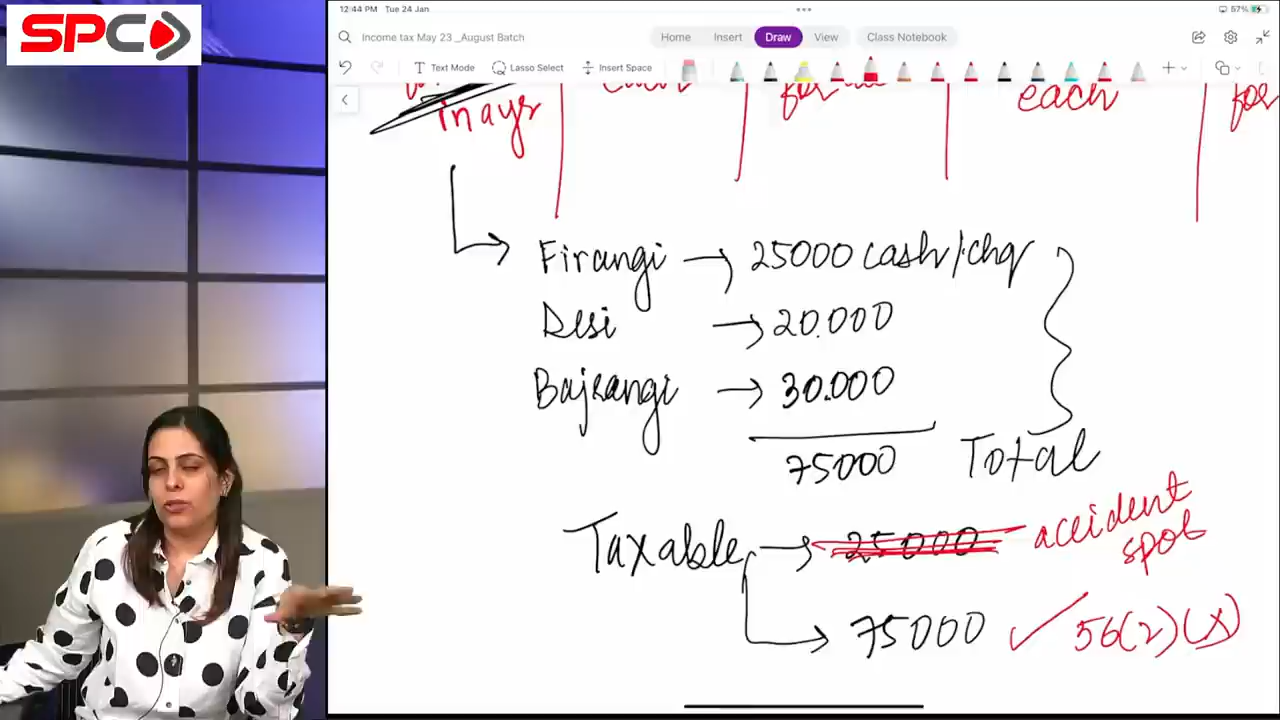 SPC
12:44 PM Tue 24 Jan
57%
Income tax May 23 _August Batch
Home Insert Draw View Class Notebook
Text Mode Lasso Select Insert Space
in a yr
each
for
Firangi → 25000 cash/chq
Desi → 20.000
Bajrangi → 30.000
75000 Total
Taxable → 25000 accident spot
75000 ✓ 56(2)(x)